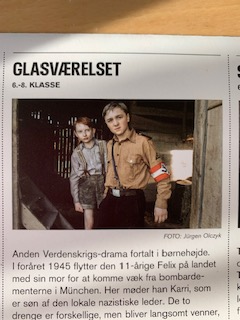 GLASVÆRELSET
6.-8. KLASSE
FOTO: Jürgen Olczyk
Anden Verdenskrigs-drama fortalt i børnehøjde.
I foråret 1945 flytter den 11-årige Felix på landet
med sin mor for at komme væk fra bombarde-
menterne i München. Her møder han Karri, som
er søn af den lokale nazistiske leder. De to
drenge er forskellige, men bliver langsomt venner,